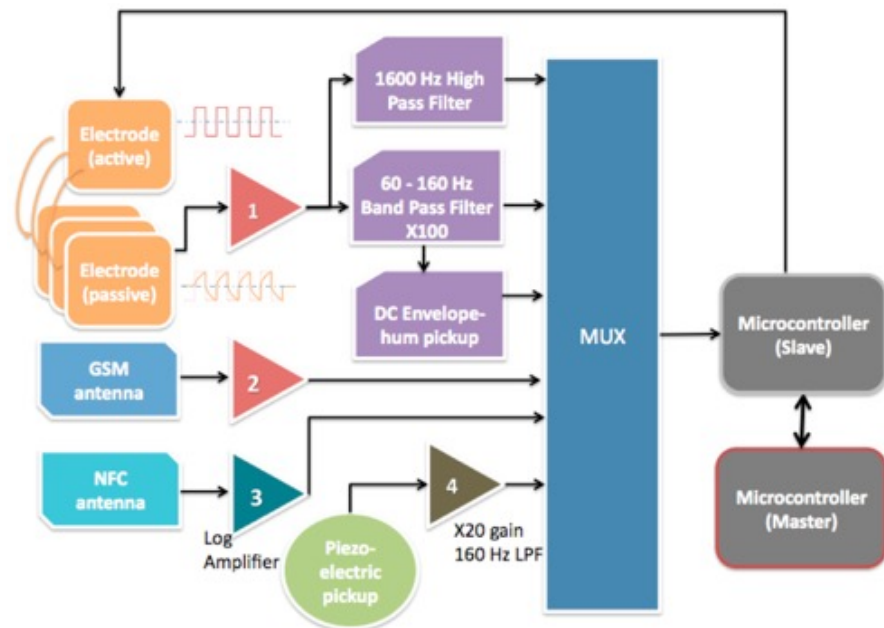 1600 Hz High
Pass Filter
Electrode
(active)
60 - 160 Hz
Band Pass Filter
X100
1
Electrode
(passive)
DC Envelope-
hum pickup
MUX
Microcontroller
(Slave)
GSM
antenna
2
NFC
antenna
3
4
Log
Amplifier
X20 gain
160 Hz LPF
Piezo-
electric
pickup
Microcontroller
(Master)